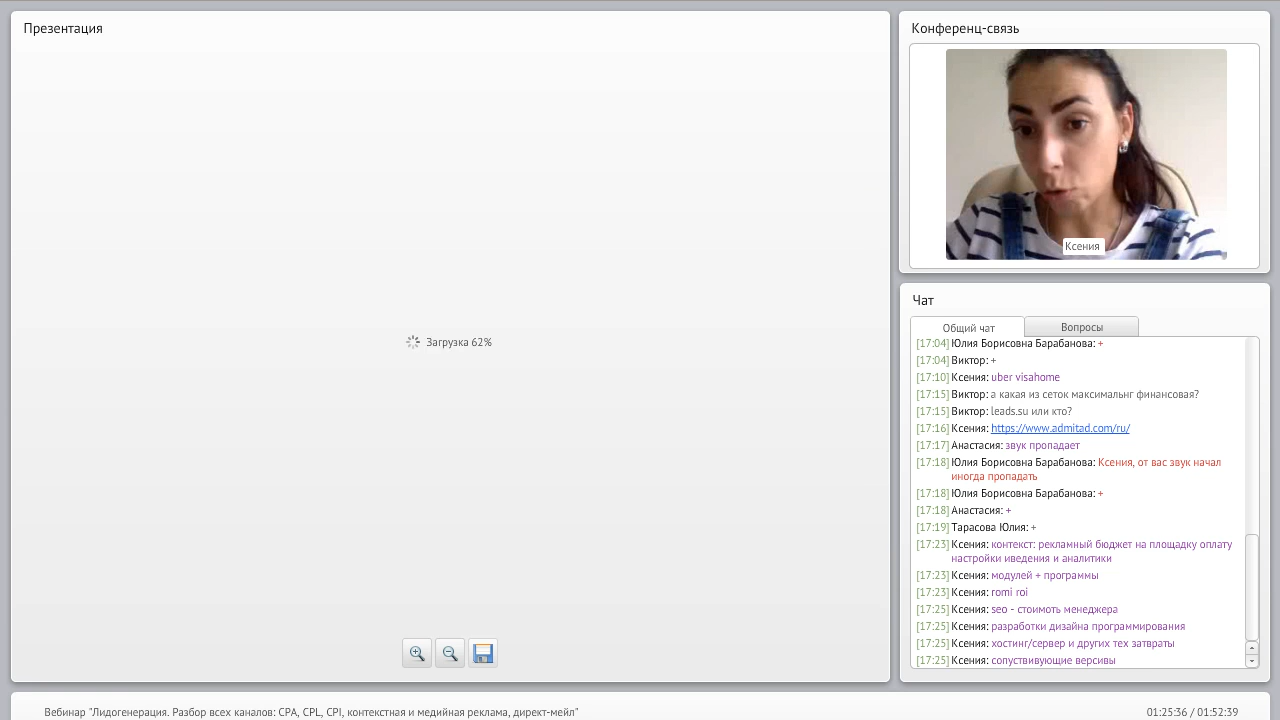 Презентация
Загрузка 62%
Конференц-связь
Ксения
Чат
Общий чат
Вопросы
[17:04] Юлия Борисовна Барабанова: +
[17:04] Виктор: +
[17:10] Ксения: uber visahome
[17:15] Виктор: а какая из сеток максимальнг финансовая?
[17:15] Виктор: leads.su или кто?
[17:16] Ксения: https://www.admitad.com/ru/
[17:17] Анастасия: звук пропадает
[17:18] Юлия Борисовна Барабанова: Ксения, от вас звук начал
иногда пропадать
[17:18] Юлия Борисовна Барабанова: +
[17:18] Анастасия: +
[17:19] Тарасова Юлия: +
[17:23] Ксения: контекст: рекламный бюджет на площадку оплату
настройки иведения и аналитики
[17:23] Ксения: модулей + программы
[17:23] Ксения: romi roi
[17:25] Ксения: seo - стоимоть менеджера
[17:25] Ксения: разработки дизайна программирования
[17:25] Ксения: хостинг/сервер и других тех затвраты
[17:25] Ксения: сопуствивующие версивы
Вебинар "Лидогенерация. Разбор всех каналов: CPA, CPL, CPI, контекстная и медийная реклама, директ-мейл"
01:25:36 / 01:52:39